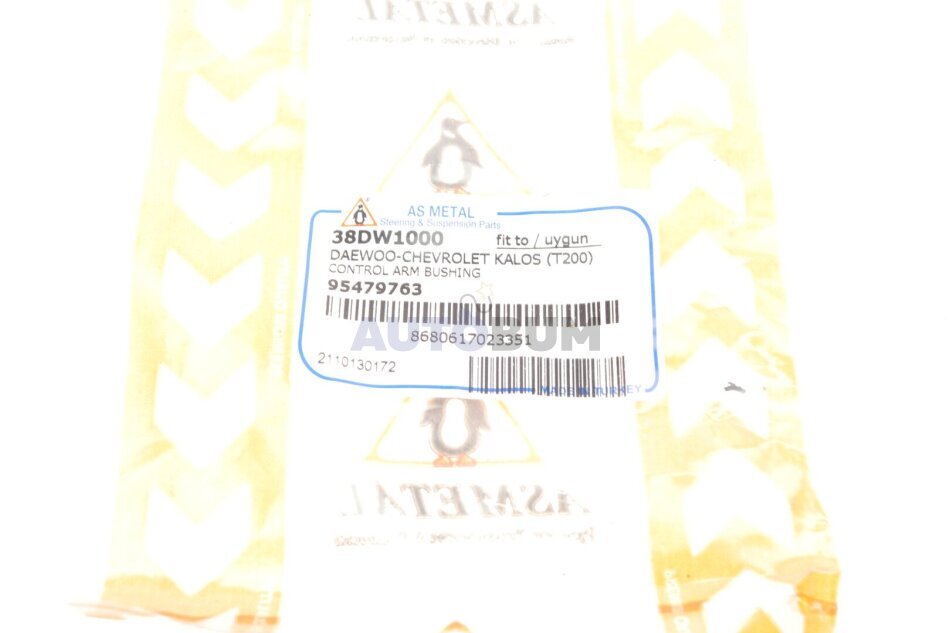 ASMETAL
AS METAL
Steering & Suspension Parts
38DW1000 fit to / uygun
DAEWOO-CHEVROLET KALOS (T200)
CONTROL ARM BUSHING
95479763
AUTOBUM
8680617023351
2110130172
MADE IN TURKEY
ASMETAL